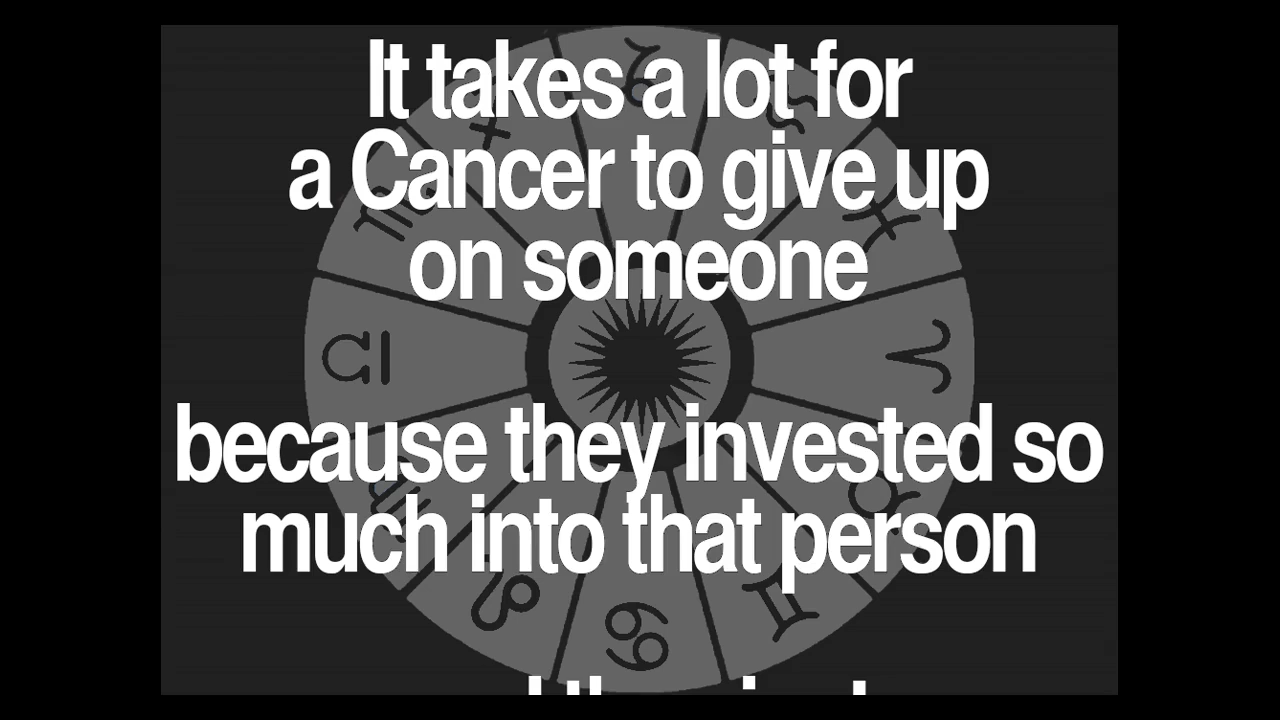 It takes a lot for
a Cancer to give up
on someone
because they invested so
much into that person